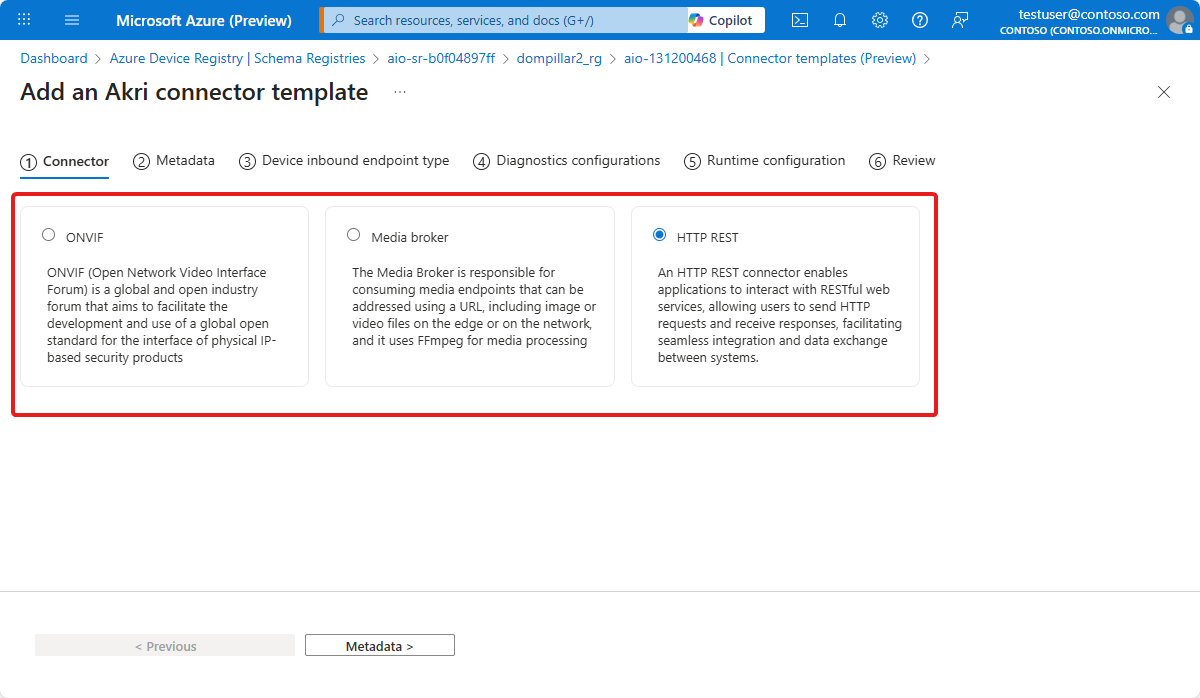 Microsoft Azure (Preview)
Search resources, services, and docs (G+/)
Copilot
testuser@contoso.com
CONTOSO (CONTOSO.ONMICRO...
Dashboard > Azure Device Registry | Schema Registries > aio-sr-b0f04897ff > dompillar2_rg > aio-131200468 | Connector templates (Preview) >
Add an Akri connector template ...
1 Connector
2 Metadata
3 Device inbound endpoint type
4 Diagnostics configurations
5 Runtime configuration
6 Review
ONVIF
ONVIF (Open Network Video Interface
Forum) is a global and open industry
forum that aims to facilitate the
development and use of a global open
standard for the interface of physical IP-
based security products
Media broker
The Media Broker is responsible for
consuming media endpoints that can be
addressed using a URL, including image or
video files on the edge or on the network,
and it uses FFmpeg for media processing
HTTP REST
An HTTP REST connector enables
applications to interact with RESTful web
services, allowing users to send HTTP
requests and receive responses, facilitating
seamless integration and data exchange
between systems.
< Previous
Metadata >